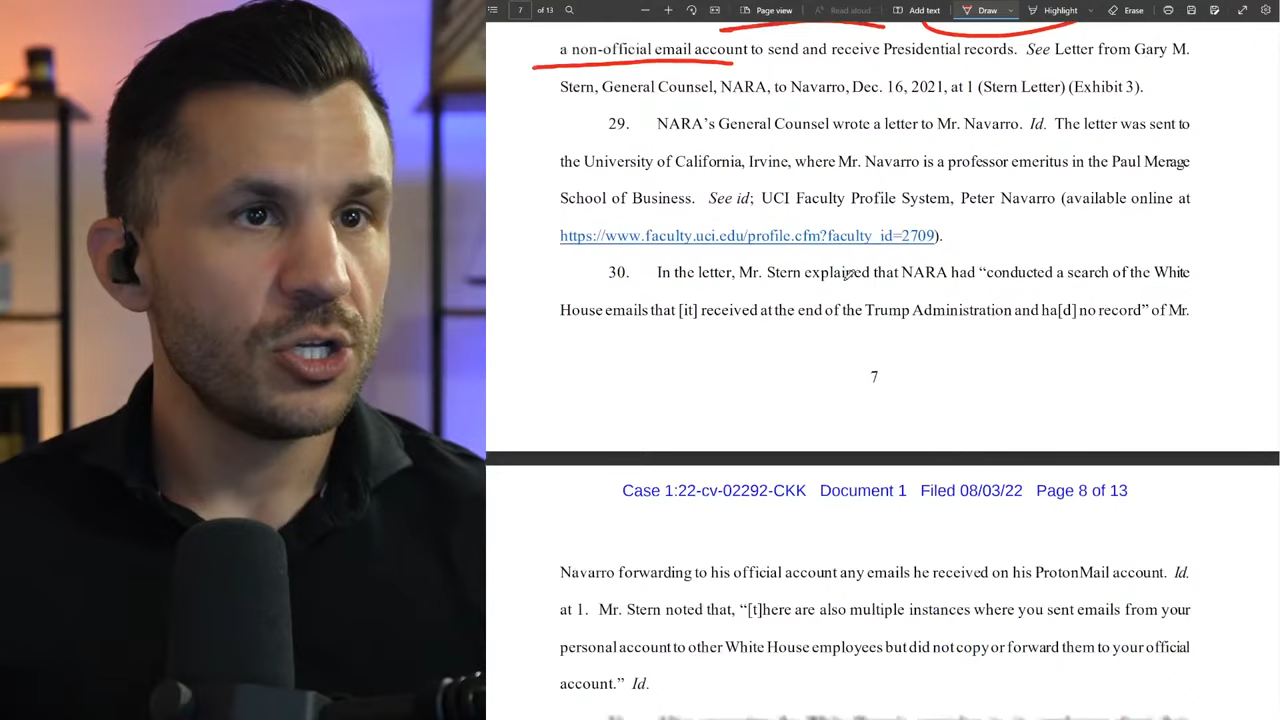 7 of 13 Page view Read aloud Add text Draw Highlight Erase
a non-official email account to send and receive Presidential records. See Letter from Gary M.
Stern, General Counsel, NARA, to Navarro, Dec. 16, 2021, at 1 (Stern Letter) (Exhibit 3).
29. NARA's General Counsel wrote a letter to Mr. Navarro. Id. The letter was sent to
the University of California, Irvine, where Mr. Navarro is a professor emeritus in the Paul Merage
School of Business. See id; UCI Faculty Profile System, Peter Navarro (available online at
https://www.faculty.uci.edu/profile.cfm?faculty_id=2709).
30. In the letter, Mr. Stern explained that NARA had “conducted a search of the White
House emails that [it] received at the end of the Trump Administration and ha[d] no record” of Mr.
7
Case 1:22-cv-02292-CKK Document 1 Filed 08/03/22 Page 8 of 13
Navarro forwarding to his official account any emails he received on his ProtonMail account. Id.
at 1. Mr. Stern noted that, “[t]here are also multiple instances where you sent emails from your
personal account to other White House employees but did not copy or forward them to your official
account.” Id.